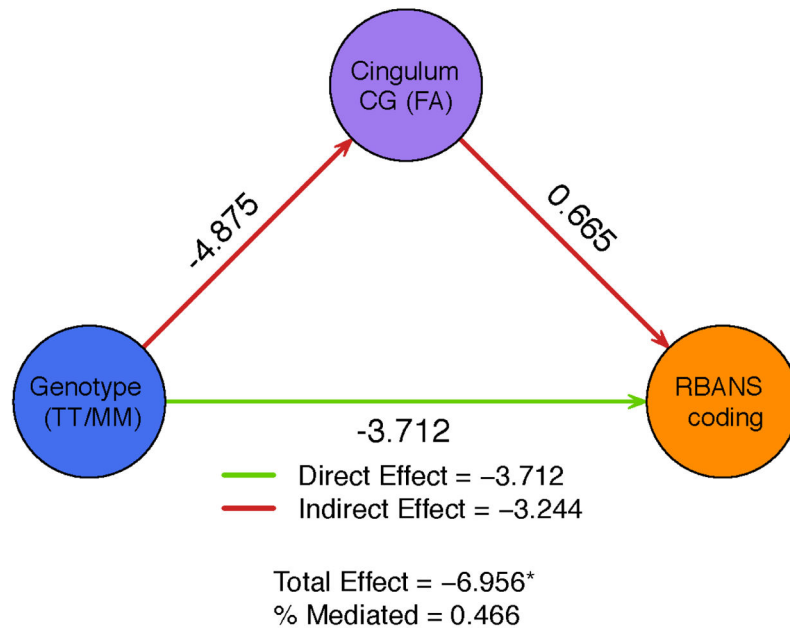 Cingulum
CG (FA)
-4.875
0.665
Genotype
(TT/MM)
RBANS
coding
-3.712
Direct Effect = −3.712
Indirect Effect = −3.244
Total Effect = −6.956*
% Mediated = 0.466